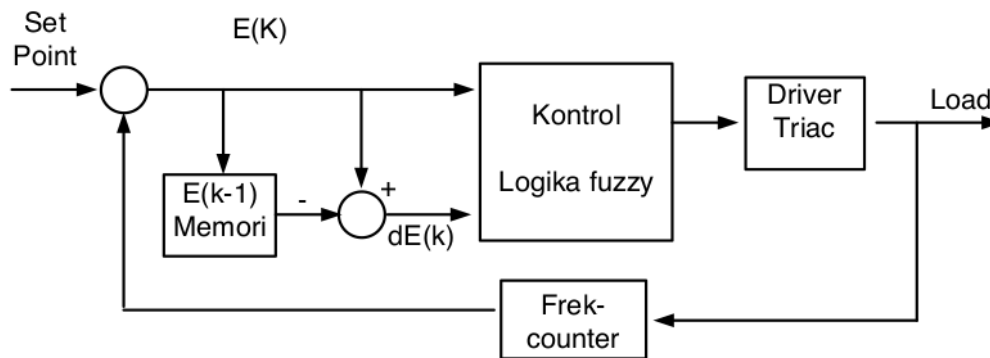 Set
Point
E(K)
E(k-1)
Memori
-
+
dE(k)
Kontrol
Logika fuzzy
Driver
Triac
Load
Frek-
counter